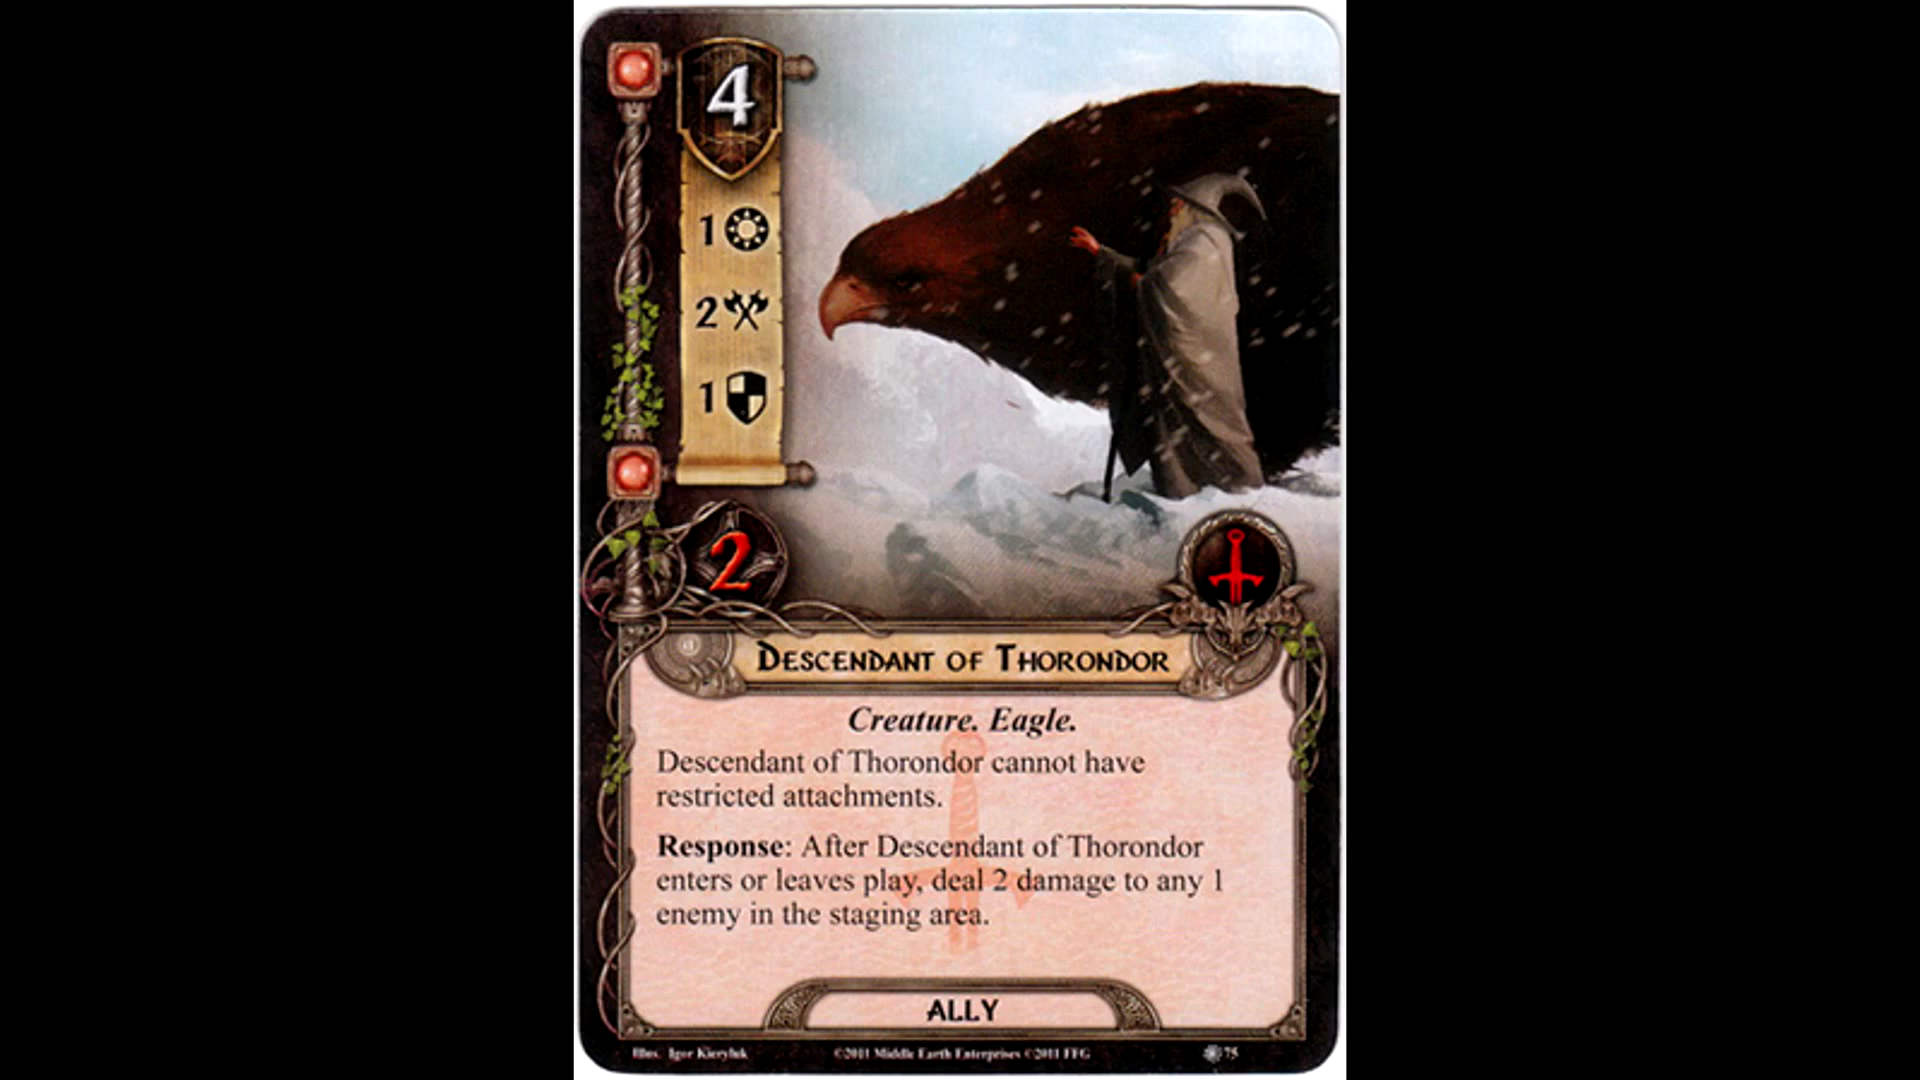 4
1
2
1
2
Descendant of Thorondor
Creature. Eagle.
Descendant of Thorondor cannot have
restricted attachments.
Response: After Descendant of Thorondor
enters or leaves play, deal 2 damage to any 1
enemy in the staging area.
ALLY
Illus. Igor Kieryluk
©2011 Middle Earth Enterprises ©2011 FFG
75